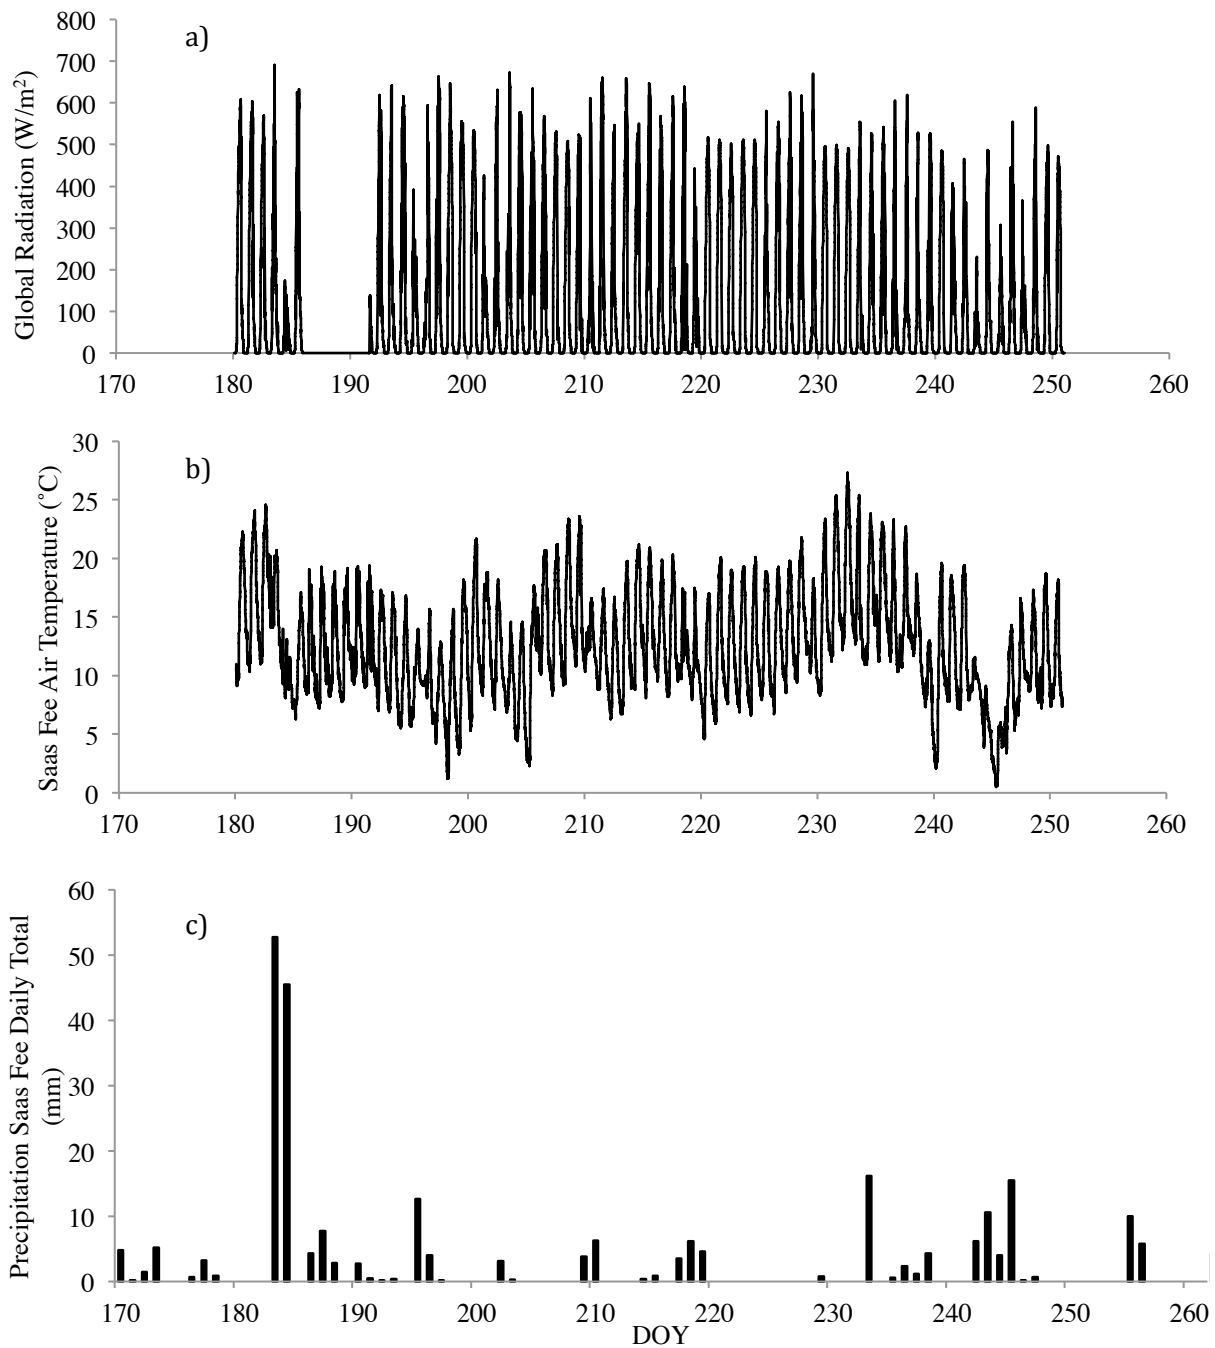 a)
Global Radiation (W/m²)
800
700
600
500
400
300
200
100
0
170 180 190 200 210 220 230 240 250 260
b)
Saas Fee Air Temperature (˚C)
30
25
20
15
10
5
0
170 180 190 200 210 220 230 240 250 260
c)
Precipitation Saas Fee Daily Total
(mm)
60
50
40
30
20
10
0
170 180 190 200 210 220 230 240 250 260
DOY